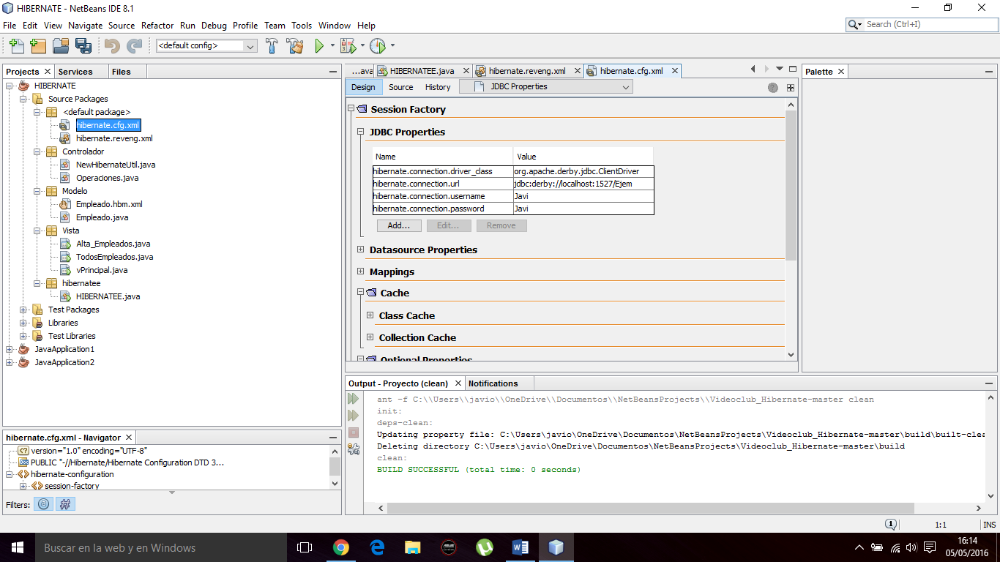 HIBERNATE - NetBeans IDE 8.1
File Edit View Navigate Source Refactor Run Debug Profile Team Tools Window Help
Search (Ctrl+I)
<default config>
Projects Services Files
HIBERNATE
Source Packages
<default package>
hibernate.cfg.xml
hibernate.reveng.xml
Controlador
NewHibernateUtil.java
Operaciones.java
Modelo
Empleado.hbm.xml
Empleado.java
Vista
Alta_Empleados.java
TodosEmpleados.java
vPrincipal.java
hibernatee
HIBERNATEE.java
Test Packages
Libraries
Test Libraries
JavaApplication1
JavaApplication2
hibernate.cfg.xml - Navigator
version="1.0" encoding="UTF-8"
PUBLIC "-//Hibernate/Hibernate Configuration DTD 3...
hibernate-configuration
session-factory
Filters:
...ava HIBERNATEE.java hibernate.reveng.xml hibernate.cfg.xml
Design Source History JDBC Properties
Session Factory
JDBC Properties
Name Value
hibernate.connection.driver_class org.apache.derby.jdbc.ClientDriver
hibernate.connection.url jdbc:derby://localhost:1527/Ejem
hibernate.connection.username Javi
hibernate.connection.password Javi
Add... Edit... Remove
Datasource Properties
Mappings
Cache
Class Cache
Collection Cache
Optional Properties
Palette
Output - Proyecto (clean) Notifications
ant -f C:\\Users\\javio\\OneDrive\\Documentos\\NetBeansProjects\\Videoclub_Hibernate-master clean
init:
deps-clean:
Updating property file: C:\Users\javio\OneDrive\Documentos\NetBeansProjects\Videoclub_Hibernate-master\build\built-clea
Deleting directory C:\Users\javio\OneDrive\Documentos\NetBeansProjects\Videoclub_Hibernate-master\build
clean:
BUILD SUCCESSFUL (total time: 0 seconds)
1 1:1 INS
Buscar en la web y en Windows
16:14
05/05/2016